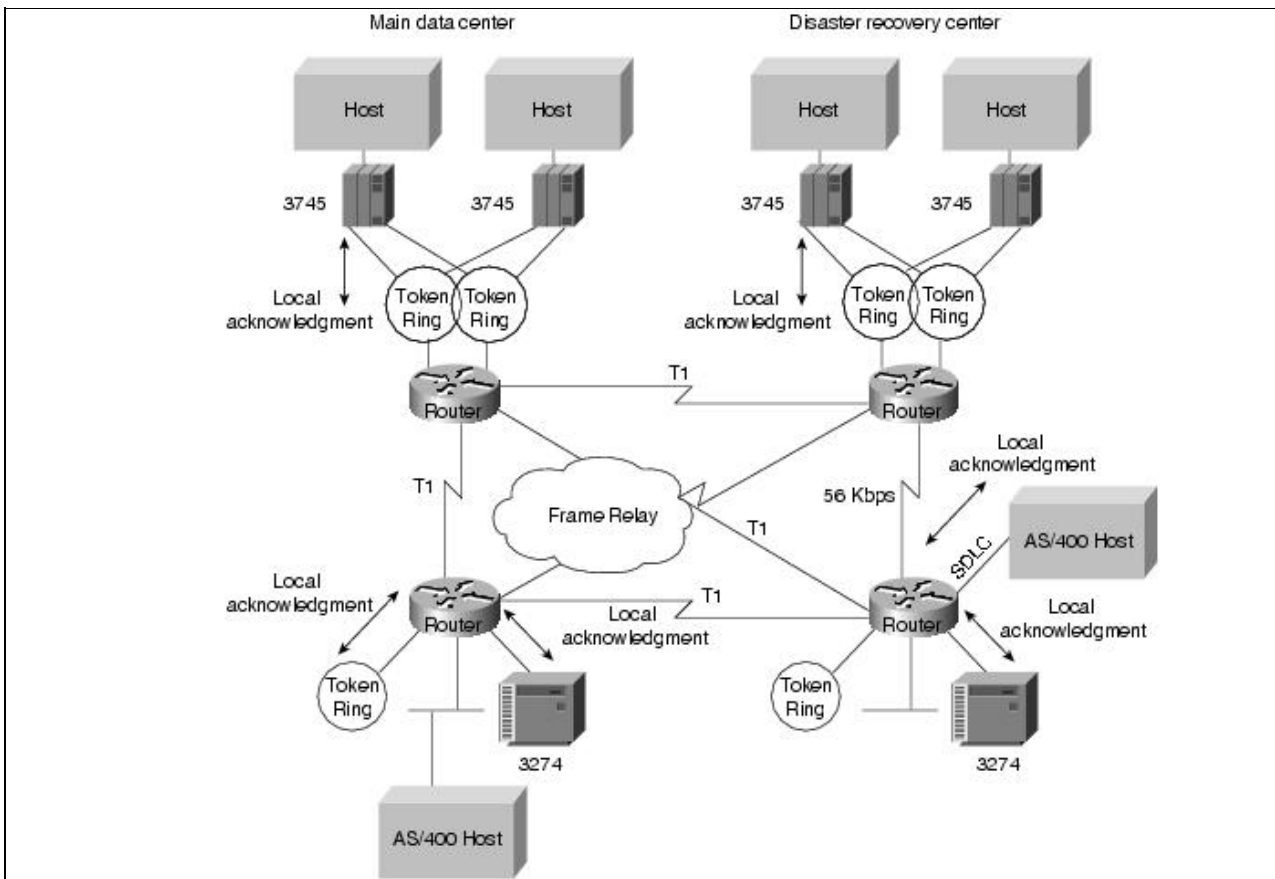 Main data center
Disaster recovery center
Host
Host
Host
Host
3745
3745
3745
3745
Local
acknowledgment
Token
Ring
Token
Ring
Local
acknowledgment
Token
Ring
Token
Ring
T1
Router
Router
T1
Frame Relay
56 Kbps
Local
acknowledgment
T1
SDLC
AS/400 Host
Local
acknowledgment
Router
Local
acknowledgment
T1
Router
Local
acknowledgment
Token
Ring
Token
Ring
3274
3274
AS/400 Host